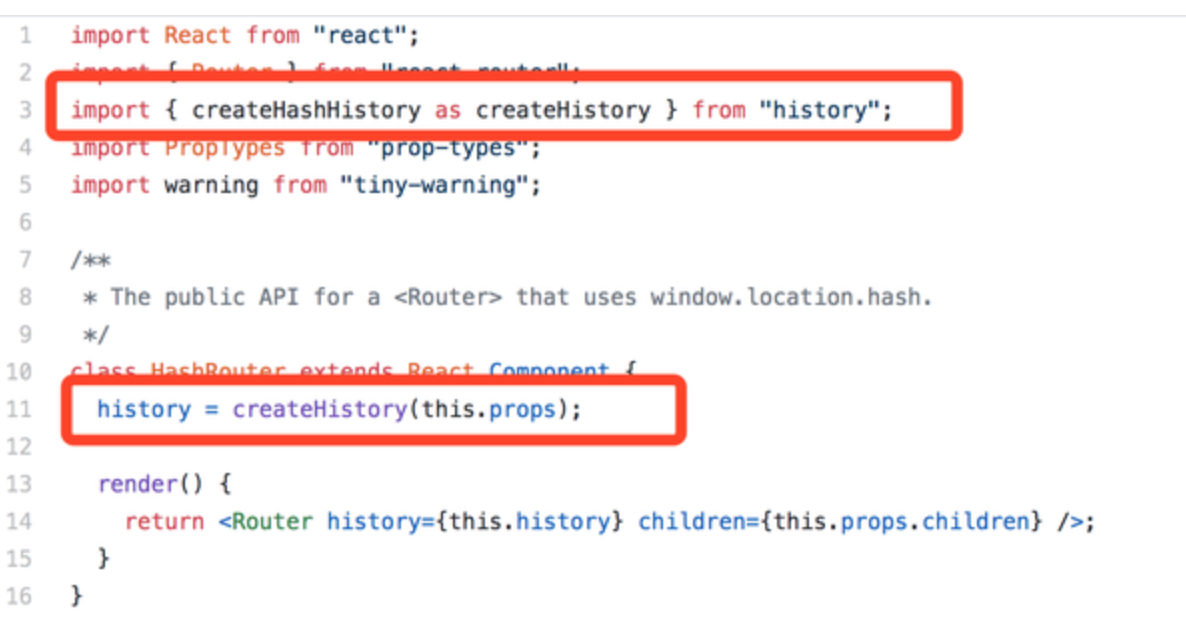 1 import React from "react";
2 import { Router } from "react-router";
3 import { createHashHistory as createHistory } from "history";
4 import PropTypes from "prop-types";
5 import warning from "tiny-warning";
6
7 /**
8  * The public API for a <Router> that uses window.location.hash.
9  */
10 class HashRouter extends React.Component {
11   history = createHistory(this.props);
12
13   render() {
14     return <Router history={this.history} children={this.props.children} />;
15   }
16 }